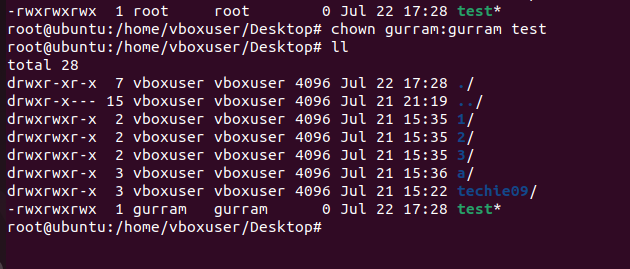 -rwxrwxrwx  1 root     root        0 Jul 22 17:28 test*
root@ubuntu:/home/vboxuser/Desktop# chown gurram:gurram test
root@ubuntu:/home/vboxuser/Desktop# ll
total 28
drwxr-xr-x  7 vboxuser vboxuser 4096 Jul 22 17:28 ./
drwxr-x--- 15 vboxuser vboxuser 4096 Jul 21 21:19 ../
drwxrwxr-x  2 vboxuser vboxuser 4096 Jul 21 15:35 1/
drwxrwxr-x  2 vboxuser vboxuser 4096 Jul 21 15:35 2/
drwxrwxr-x  2 vboxuser vboxuser 4096 Jul 21 15:35 3/
drwxrwxr-x  3 vboxuser vboxuser 4096 Jul 21 15:36 a/
drwxrwxr-x  3 vboxuser vboxuser 4096 Jul 21 15:22 techie09/
-rwxrwxrwx  1 gurram   gurram      0 Jul 22 17:28 test*
root@ubuntu:/home/vboxuser/Desktop#